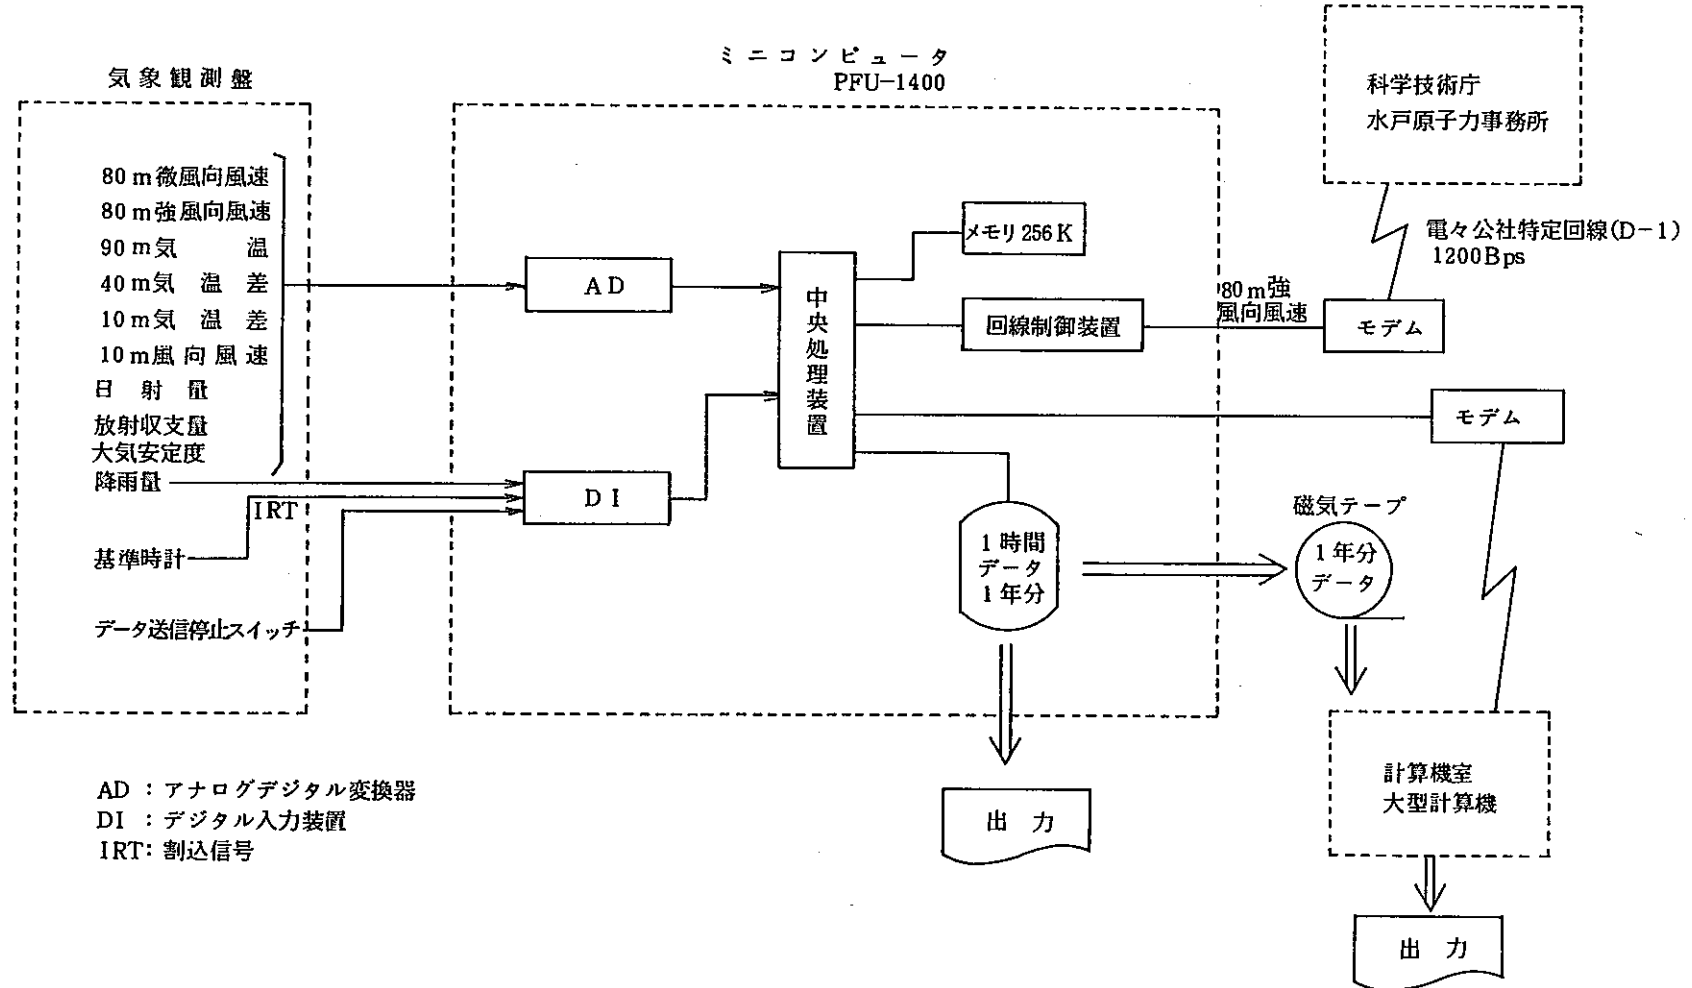 気象観測盤
80m微風向風速
80m強風向風速
90m気温
40m気温差
10m気温差
10m風向風速
日射量
放射収支量
大気安定度
降雨量
IRT
基準時計
データ送信停止スイッチ
ミニコンピュータ
PFU-1400
AD
DI
中央処理装置
メモリ256K
回線制御装置
1時間
データ
1年分
80m強
風向風速
モデム
科学技術庁
水戸原子力事務所
電々公社特定回線(D-1)
1200Bps
モデム
磁気テープ
1年分
データ
計算機室
大型計算機
出力
出力
AD：アナログデジタル変換器
DI：デジタル入力装置
IRT：割込信号